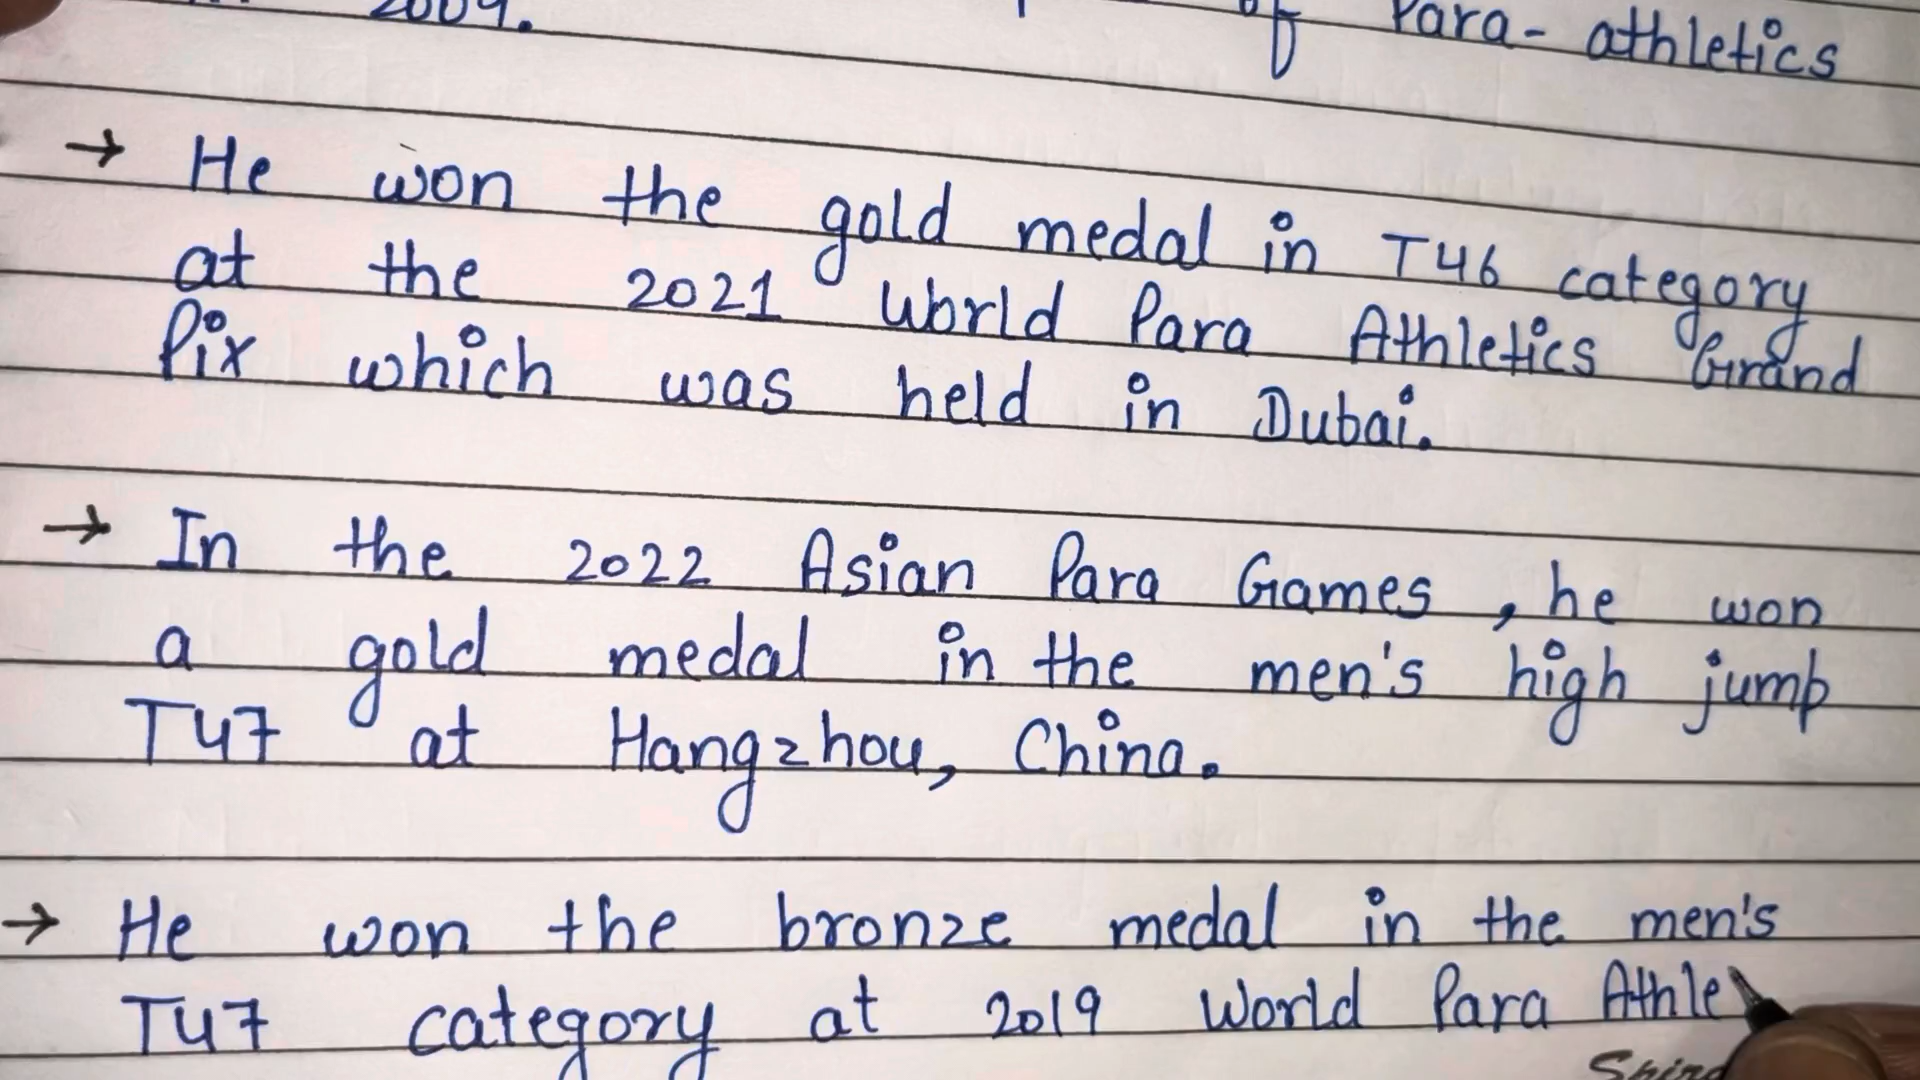 2009. of Para-athletics
→ He won the gold medal in T46 category
at the 2021 World Para Athletics Grand
Pix which was held in Dubai.
→ In the 2022 Asian Para Games, he won
a gold medal in the men's high jump
T47 at Hangzhou, China.
→ He won the bronze medal in the men's
T47 category at 2019 World Para Athle